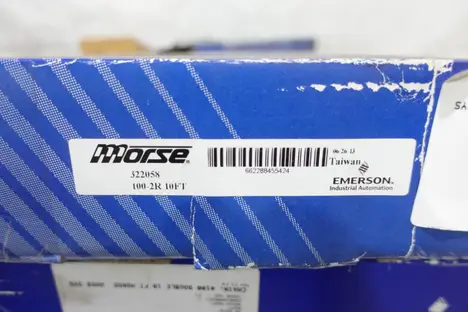 morse
322058
100-2R 10FT
662288455424
06 26 13
Taiwan
EMERSON.
Industrial Automation